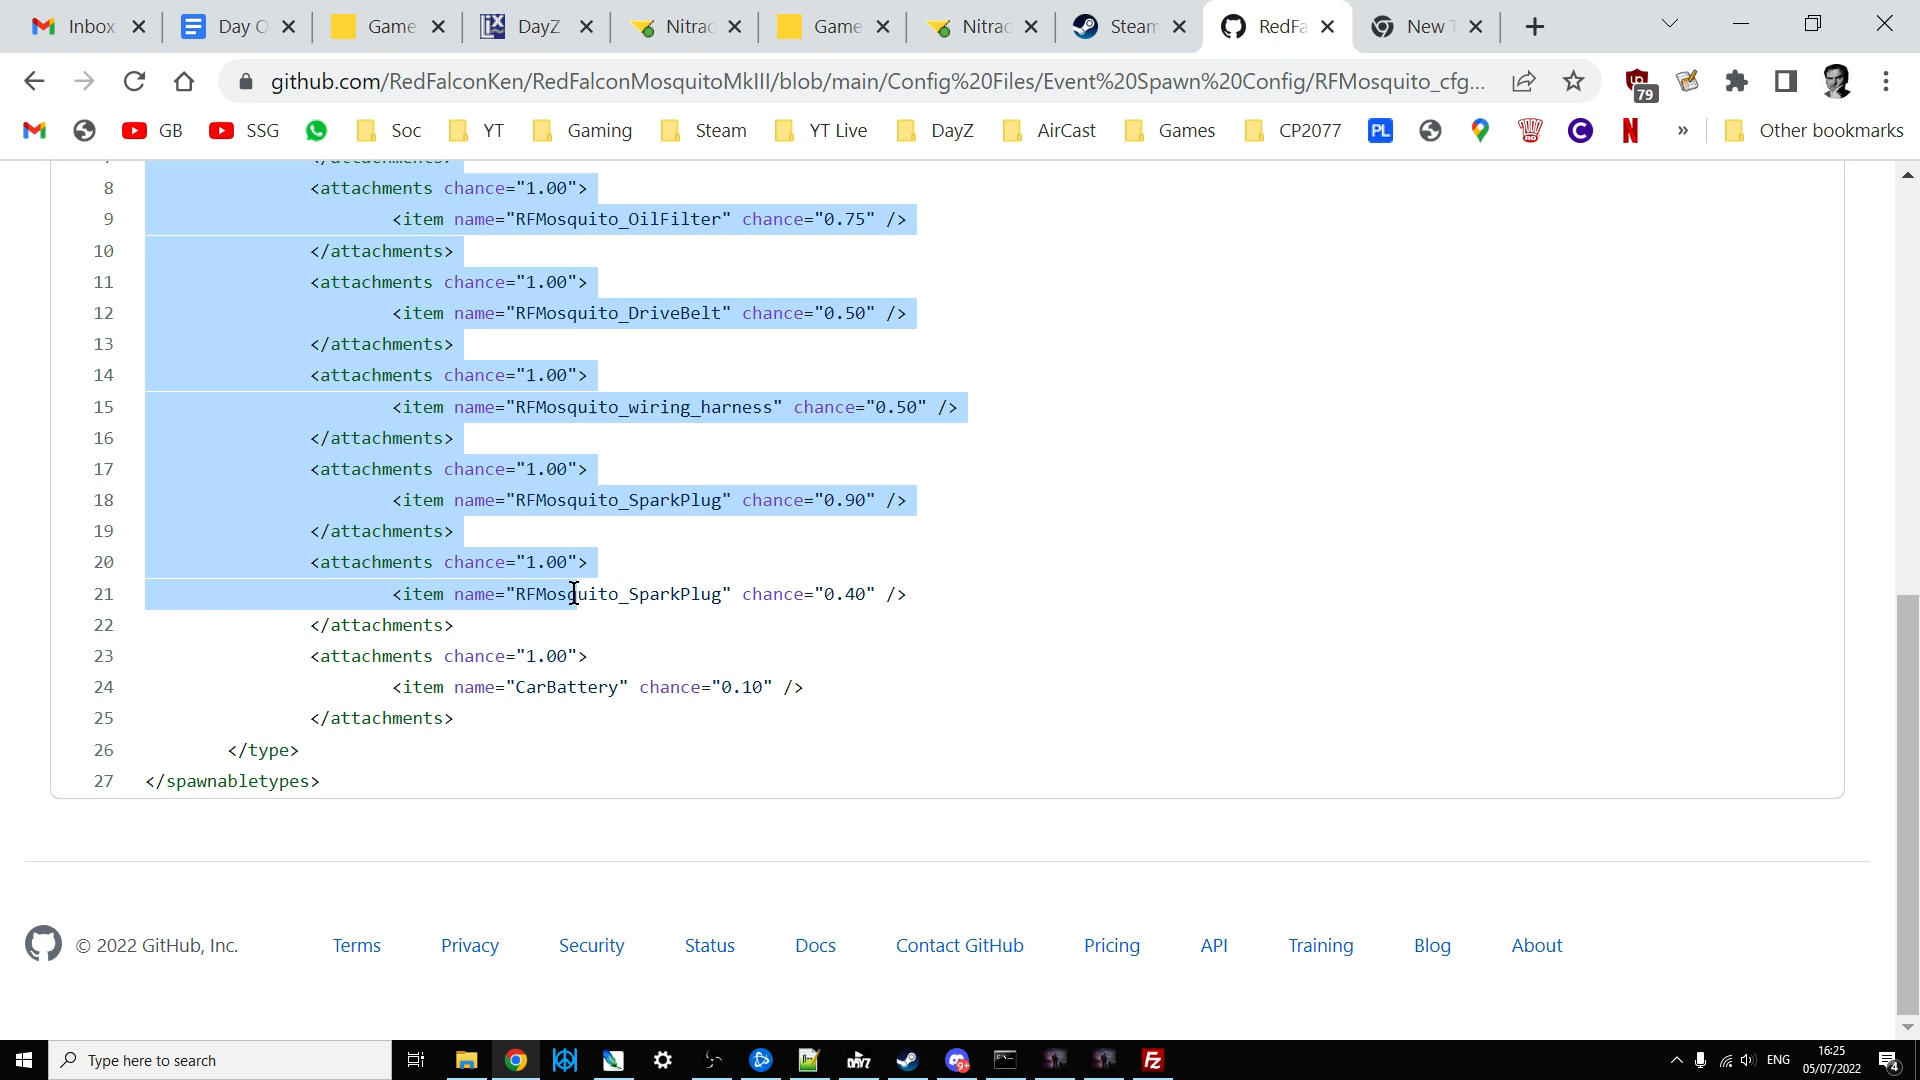 Inbox
Day O
Game
DayZ
Nitrac
Game
Nitrac
Steam
RedFa
New T
github.com/RedFalconKen/RedFalconMosquitoMkIII/blob/main/Config%20Files/Event%20Spawn%20Config/RFMosquito_cfg...
79
GB
SSG
Soc
YT
Gaming
Steam
YT Live
DayZ
AirCast
Games
CP2077
PL
C
N
»
Other bookmarks
8 <attachments chance="1.00">
9 <item name="RFMosquito_OilFilter" chance="0.75" />
10 </attachments>
11 <attachments chance="1.00">
12 <item name="RFMosquito_DriveBelt" chance="0.50" />
13 </attachments>
14 <attachments chance="1.00">
15 <item name="RFMosquito_wiring_harness" chance="0.50" />
16 </attachments>
17 <attachments chance="1.00">
18 <item name="RFMosquito_SparkPlug" chance="0.90" />
19 </attachments>
20 <attachments chance="1.00">
21 <item name="RFMosquito_SparkPlug" chance="0.40" />
22 </attachments>
23 <attachments chance="1.00">
24 <item name="CarBattery" chance="0.10" />
25 </attachments>
26 </type>
27 </spawnabletypes>
© 2022 GitHub, Inc.
Terms
Privacy
Security
Status
Docs
Contact GitHub
Pricing
API
Training
Blog
About
Type here to search
ENG
16:25
05/07/2022
4